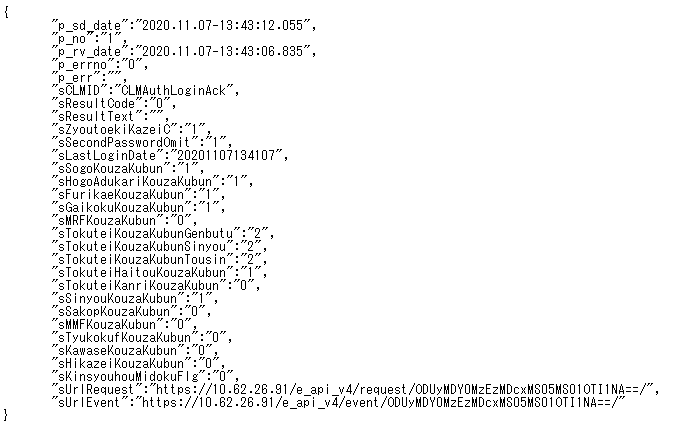 {
"p_sd_date":"2020.11.07-13:43:12.055",
"p_no":"1",
"p_rv_date":"2020.11.07-13:43:06.835",
"p_errno":"0",
"p_err":"",
"sCLMID":"CLMAuthLoginAck",
"sResultCode":"0",
"sResultText":"",
"sZyoutoekiKazeiC":"1",
"sSecondPasswordOmit":"1",
"sLastLoginDate":"20201107134107",
"sSogoKouzaKubun":"1",
"sHogoAdukariKouzaKubun":"1",
"sFurikaeKouzaKubun":"1",
"sGaikokuKouzaKubun":"1",
"sMRFKouzaKubun":"0",
"sTokuteiKouzaKubunGenbutu":"2",
"sTokuteiKouzaKubunSinyou":"2",
"sTokuteiKouzaKubunTousin":"2",
"sTokuteiHaitouKouzaKubun":"1",
"sTokuteiKanriKouzaKubun":"0",
"sSinyouKouzaKubun":"1",
"sSakopKouzaKubun":"0",
"sMMFKouzaKubun":"0",
"sTyukokufKouzaKubun":"0",
"sKawaseKouzaKubun":"0",
"sHikazeiKouzaKubun":"0",
"sKinsyouhouMidokuFlg":"0",
"sUrlRequest":"https://10.62.26.91/e_api_v4/request/ODUyMDY0MzEzMDcxMS05MS01OTI1NA==/",
"sUrlEvent":"https://10.62.26.91/e_api_v4/event/ODUyMDY0MzEzMDcxMS05MS01OTI1NA==/"
}